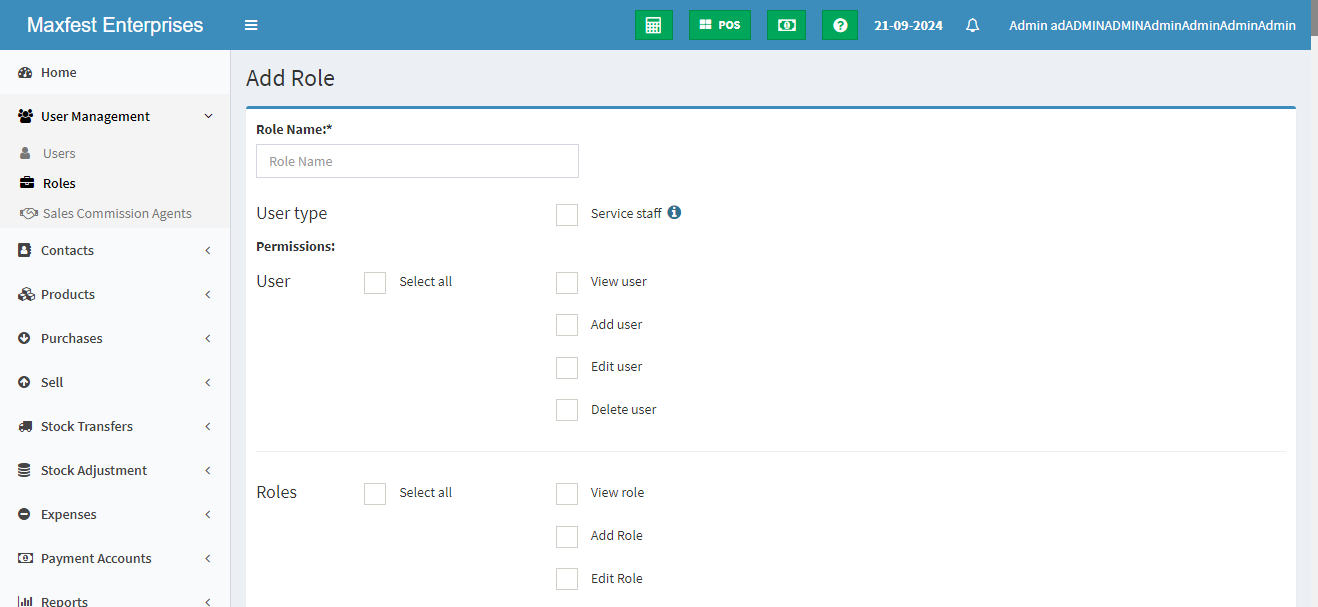 Maxfest Enterprises
POS
21-09-2024
Admin adADMINADMINAdminAdminAdminAdmin
Home
User Management
Users
Roles
Sales Commission Agents
Contacts
Products
Purchases
Sell
Stock Transfers
Stock Adjustment
Expenses
Payment Accounts
Reports
Add Role
Role Name:*
Role Name
User type
Service staff
Permissions:
User
Select all
View user
Add user
Edit user
Delete user
Roles
Select all
View role
Add Role
Edit Role